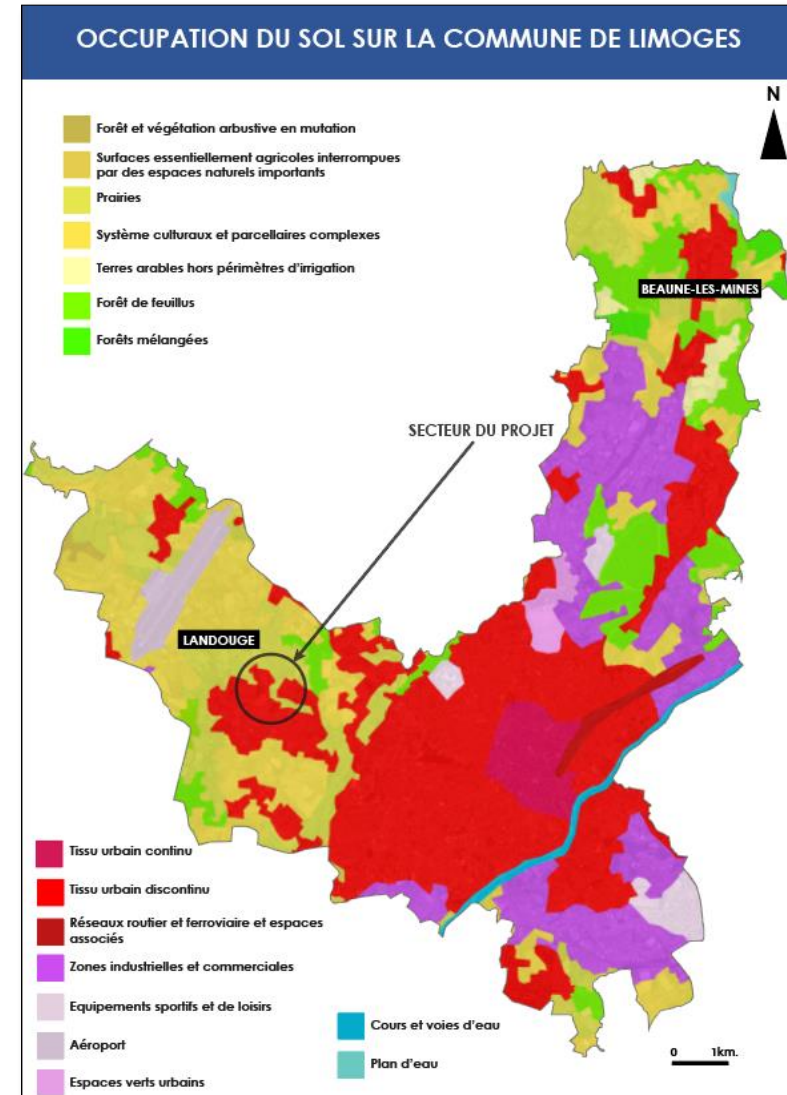 OCCUPATION DU SOL SUR LA COMMUNE DE LIMOGES
N
Forêt et végétation arbustive en mutation
Surfaces essentiellement agricoles interrompues
par des espaces naturels importants
Prairies
Système culturaux et parcellaires complexes
Terres arables hors périmètres d'irrigation
Forêt de feuillus
Forêts mélangées
BEAUNE-LES-MINES
SECTEUR DU PROJET
LANDOUGE
Tissu urbain continu
Tissu urbain discontinu
Réseaux routier et ferroviaire et espaces
associés
Zones industrielles et commerciales
Equipements sportifs et de loisirs
Aéroport
Espaces verts urbains
Cours et voies d'eau
Plan d'eau
0 1km.